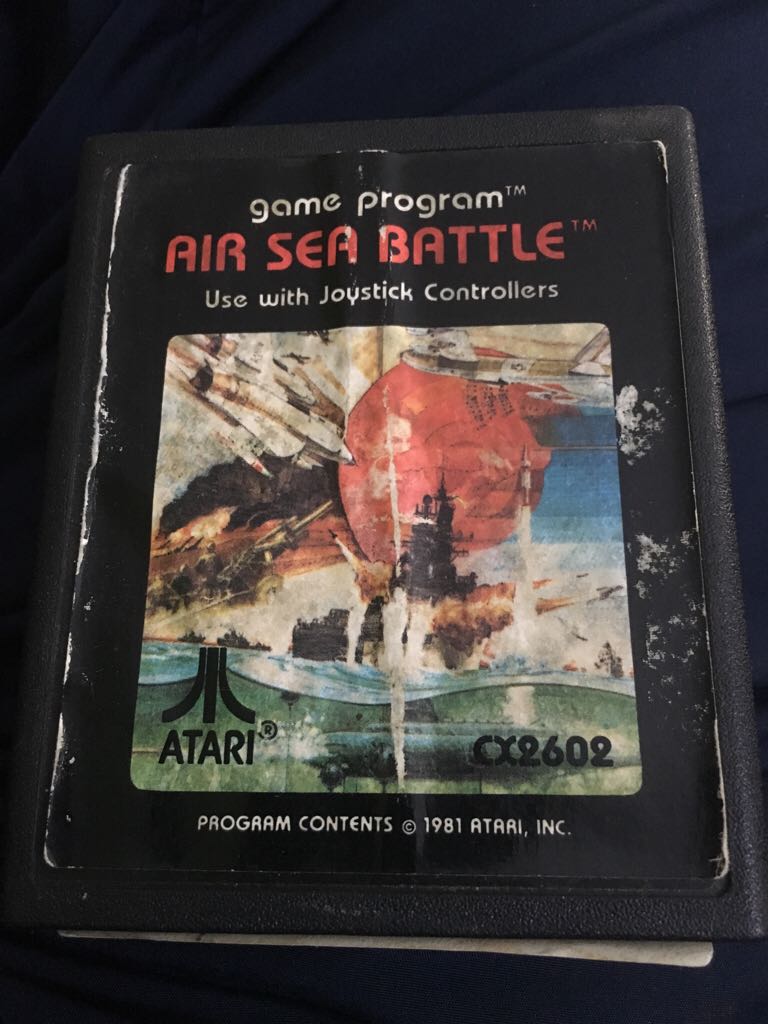 game program™
AIR SEA BATTLE™
Use with Joystick Controllers
ATARI®
CX2602
PROGRAM CONTENTS © 1981 ATARI, INC.